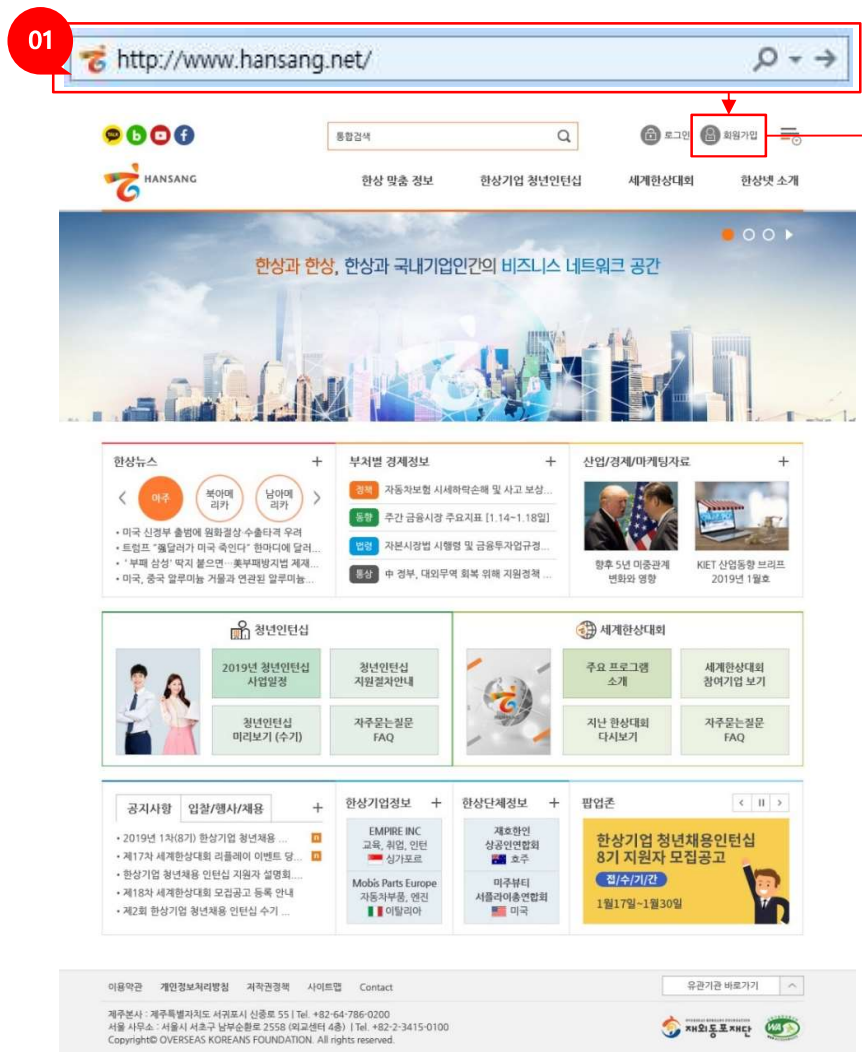 01
http://www.hansang.net/
통합검색
로그인
회원가입
HANSANG
한상 맞춤 정보
한상기업 청년인턴십
세계한상대회
한상넷 소개
한상과 한상, 한상과 국내기업인간의 비즈니스 네트워크 공간
한상뉴스 +
아주
북아메
리카
남아메
리카
• 미국 신정부 출범에 원화절상·수출타격 우려
• 트럼프 "强달러가 미국 죽인다" 한마디에 달러...
• '부패 삼성' 딱지 붙으면…美부패방지법 제재...
• 미국, 중국 알루미늄 거물과 연관된 알루미늄...
부처별 경제정보 +
정책 자동차보험 시세하락손해 및 사고 보상...
동향 주간 금융시장 주요지표 [1.14~1.18일]
법령 자본시장법 시행령 및 금융투자업규정...
통상 中 정부, 대외무역 회복 위해 지원정책 ...
산업/경제/마케팅자료 +
향후 5년 미중관계
변화와 영향
KIET 산업동향 브리프
2019년 1월호
청년인턴십
2019년 청년인턴십
사업일정
청년인턴십
지원절차안내
청년인턴십
미리보기 (수기)
자주묻는질문
FAQ
세계한상대회
주요 프로그램
소개
세계한상대회
참여기업 보기
지난 한상대회
다시보기
자주묻는질문
FAQ
공지사항
입찰/행사/채용 +
• 2019년 1차(8기) 한상기업 청년채용 ... n
• 제17차 세계한상대회 리플레이 이벤트 당... n
• 한상기업 청년채용 인턴십 지원자 설명회....
• 제18차 세계한상대회 모집공고 등록 안내
• 제2회 한상기업 청년채용 인턴십 수기 ...
한상기업정보 +
EMPIRE INC
교육, 취업, 인턴
싱가포르
Mobis Parts Europe
자동차부품, 엔진
이탈리아
한상단체정보 +
재호한인
상공인연합회
호주
미주뷰티
서플라이총연합회
미국
팝업존
한상기업 청년채용인턴십
8기 지원자 모집공고
접/수/기/간
1월17일~1월30일
이용약관 개인정보처리방침 저작권정책 사이트맵 Contact
유관기관 바로가기
제주본사 : 제주특별자치도 서귀포시 신중로 55 | Tel. +82-64-786-0200
서울 사무소 : 서울시 서초구 남부순환로 2558 (외교센터 4층) | Tel. +82-2-3415-0100
Copyright© OVERSEAS KOREANS FOUNDATION. All rights reserved.
재외동포재단
WA